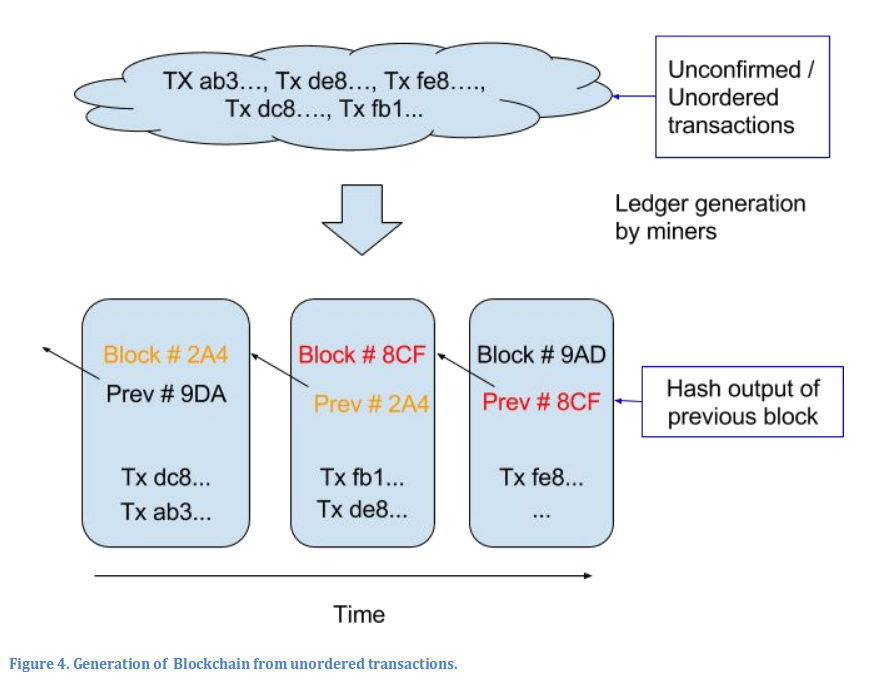 TX ab3..., Tx de8..., Tx fe8....,
Tx dc8...., Tx fb1...
Unconfirmed /
Unordered
transactions
Ledger generation
by miners
Block # 2A4
Prev # 9DA
Tx dc8...
Tx ab3...
Block # 8CF
Prev # 2A4
Tx fb1...
Tx de8...
Block # 9AD
Prev # 8CF
Tx fe8...
...
Hash output of
previous block
Time
Figure 4. Generation of Blockchain from unordered transactions.